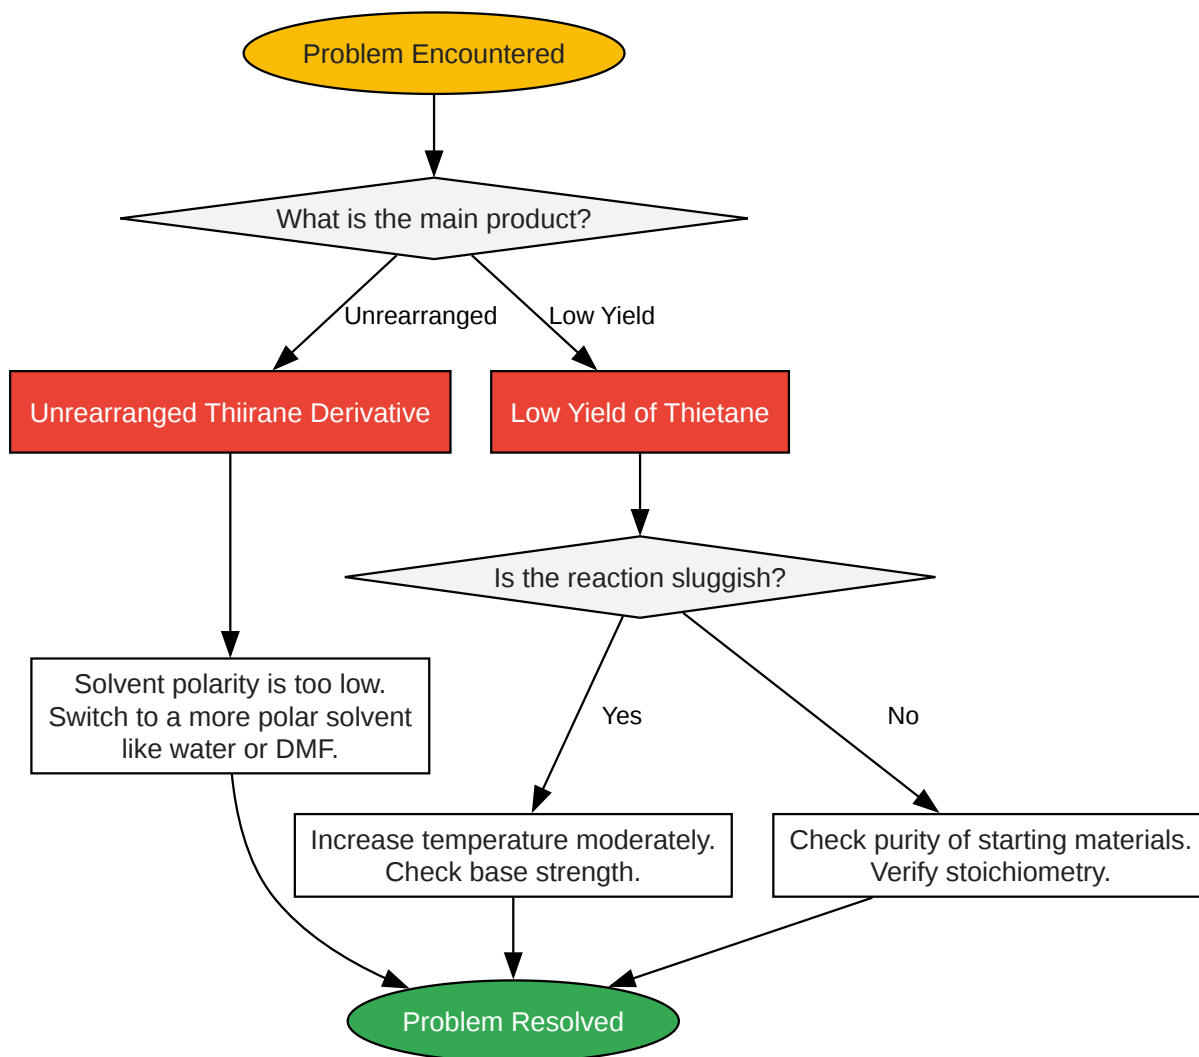 Problem Encountered
What is the main product?
Unrearranged
Low Yield
Unrearranged Thiirane Derivative
Low Yield of Thietane
Is the reaction sluggish?
Solvent polarity is too low.
Switch to a more polar solvent
like water or DMF.
Yes
No
Increase temperature moderately.
Check base strength.
Check purity of starting materials.
Verify stoichiometry.
Problem Resolved